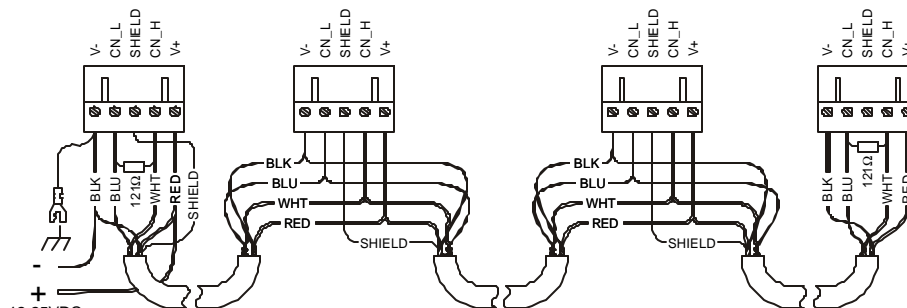 V-
CN_L
SHIELD
CN_H
V+
V-
CN_L
SHIELD
CN_H
V+
V-
CN_L
SHIELD
CN_H
V+
V-
CN_L
SHIELD
CN_H
BLK
BLU
121Ω
WHT
RED
SHIELD
BLK
BLU
WHT
RED
SHIELD
BLK
BLU
WHT
RED
SHIELD
BLK
BLU
121Ω
WHT
RED
-
+